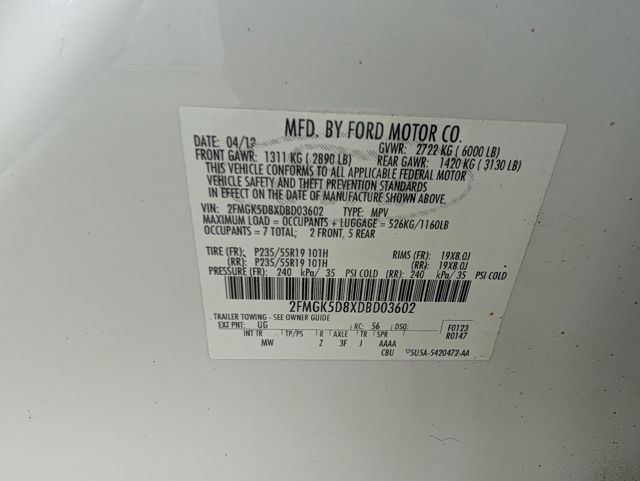 MFD. BY FORD MOTOR CO.
DATE: 04/13 GVWR: 2722 KG ( 6000 LB)
FRONT GAWR: 1311 KG ( 2890 LB) REAR GAWR: 1420 KG ( 3130 LB)
THIS VEHICLE CONFORMS TO ALL APPLICABLE FEDERAL MOTOR
VEHICLE SAFETY AND THEFT PREVENTION STANDARDS
IN EFFECT ON THE DATE OF MANUFACTURE SHOWN ABOVE.
VIN: 2FMGK5D8XDBD03602 TYPE: MPV
MAXIMUM LOAD = OCCUPANTS + LUGGAGE = 526KG/1160LB
OCCUPANTS = 7 TOTAL; 2 FRONT, 5 REAR
TIRE (FR): P235/55R19 101H RIMS (FR): 19X8.0J
(RR): P235/55R19 101H (RR): 19X8.0J
PRESSURE (FR): 240 kPa/ 35 PSI COLD (RR): 240 kPa/ 35 PSI COLD
2FMGK5D8XDBD03602
TRAILER TOWING - SEE OWNER GUIDE
EXT PNT: UG RC: 56 DSO: F0123
R0147
INT TR TP/PS R AXLE TR SPR
MW Z 3F J AAAA
CBU 5U5A-5420472-AA